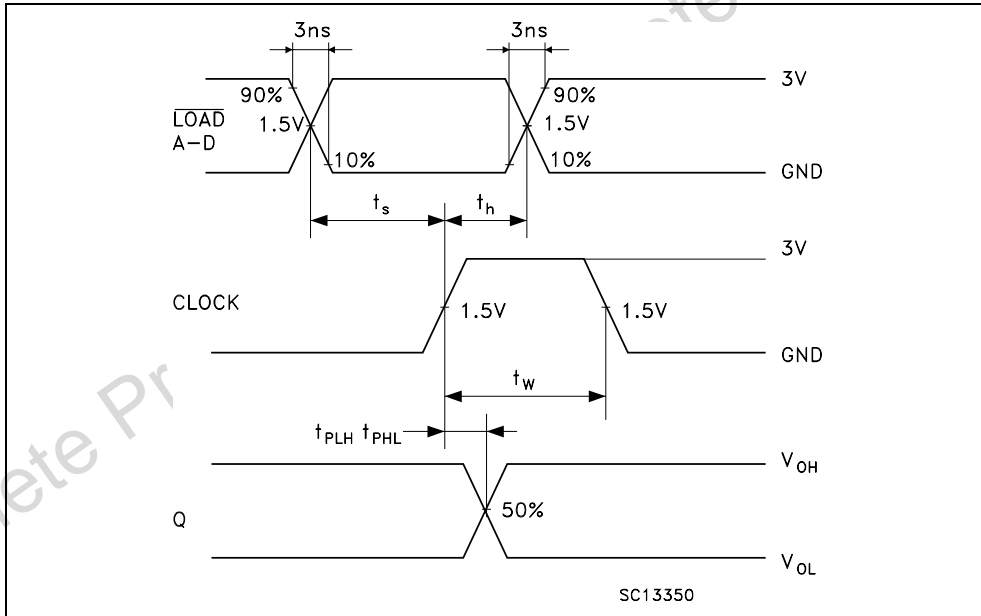 3ns 3ns
3V
90% 90%
LOAD 1.5V 1.5V
A-D
10% 10%
GND
ts th
3V
CLOCK 1.5V 1.5V
GND
tW
tPLH tPHL
VOH
Q 50%
VOL
SC13350